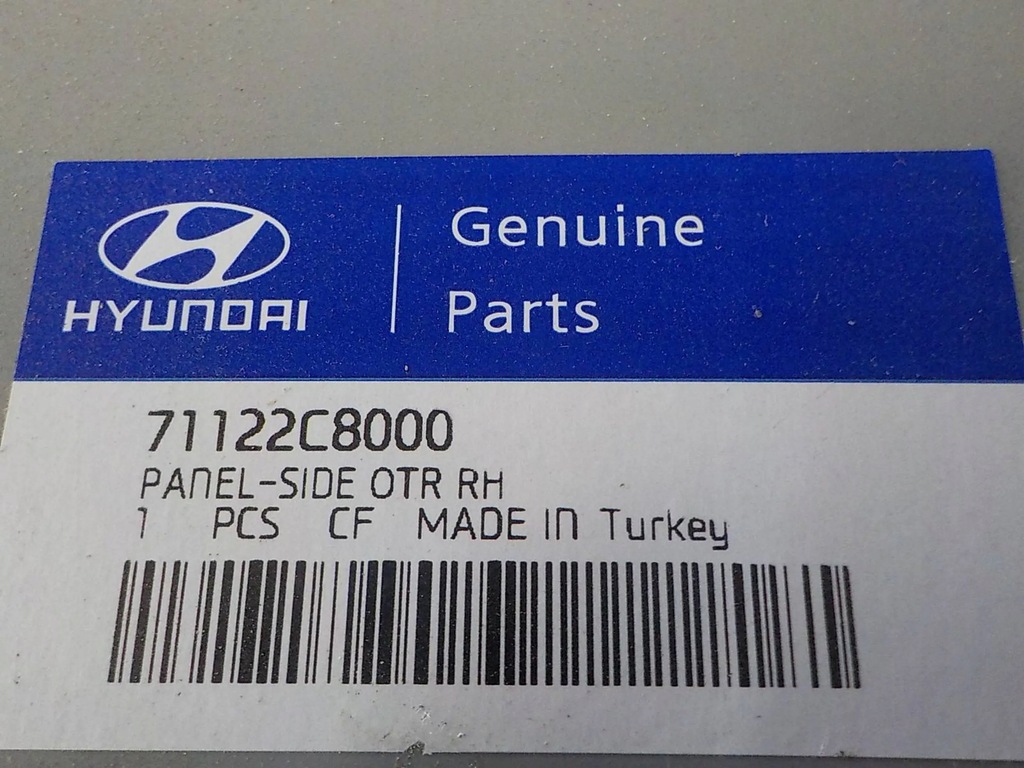 HYUNDAI
Genuine
Parts
71122C8000
PANEL-SIDE OTR RH
1 PCS CF MADE IN Turkey